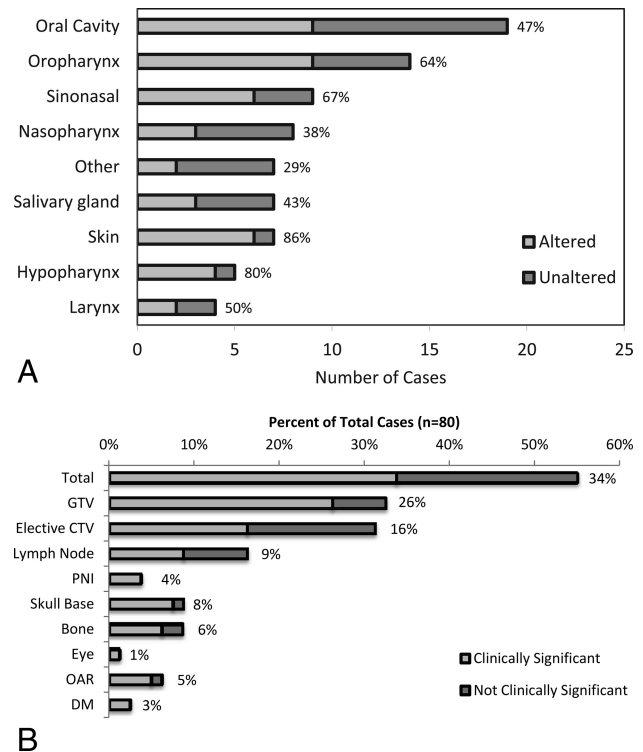 Oral Cavity 47%
Oropharynx 64%
Sinonasal 67%
Nasopharynx 38%
Other 29%
Salivary gland 43%
Skin 86%
Altered
Hypopharynx 80%
Unaltered
Larynx 50%
0 5 10 15 20 25
Number of Cases
A
Percent of Total Cases (n=80)
0% 10% 20% 30% 40% 50% 60%
Total 34%
GTV 26%
Elective CTV 16%
Lymph Node 9%
PNI 4%
Skull Base 8%
Bone 6%
Eye 1%
Clinically Significant
OAR 5%
Not Clinically Significant
DM 3%
B